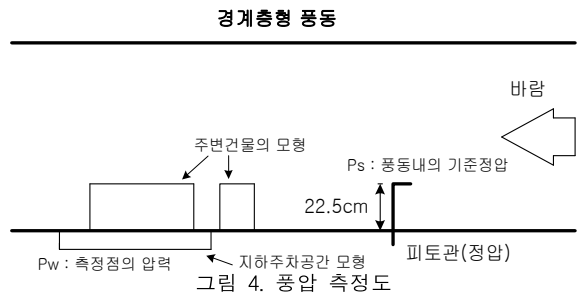 경계층형 풍동
바람
주변건물의 모형
Ps : 풍동내의 기준정압
22.5cm
피토관(정압)
Pw : 측정점의 압력
지하주차공간 모형
그림 4. 풍압 측정도